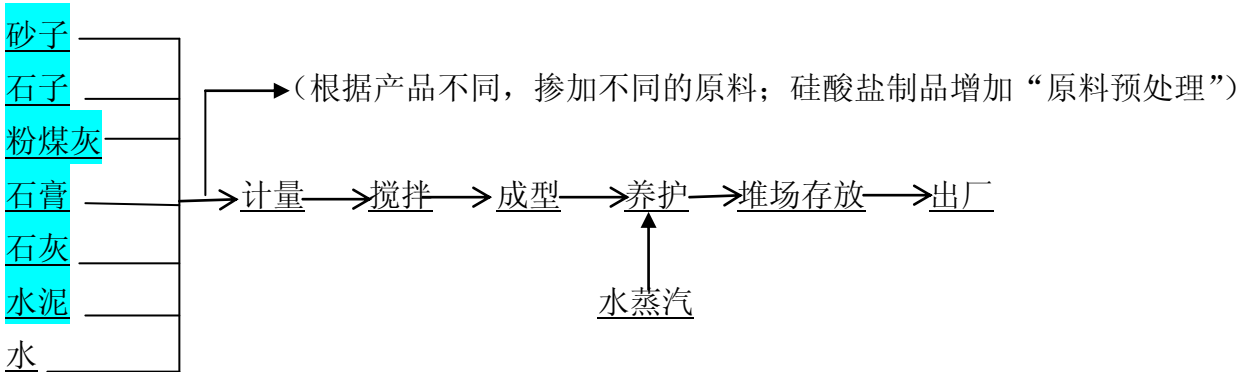 砂子
石子
（根据产品不同，掺加不同的原料；硅酸盐制品增加“原料预处理”）
粉煤灰
石膏
计量 搅拌 成型 养护 堆场存放 出厂
石灰
水泥
水蒸汽
水